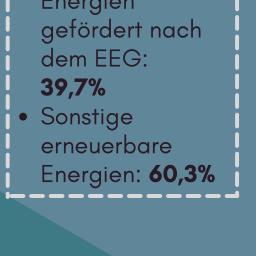 Energien
gefördert nach
dem EEG:
39,7%
• Sonstige
erneuerbare
Energien: 60,3%